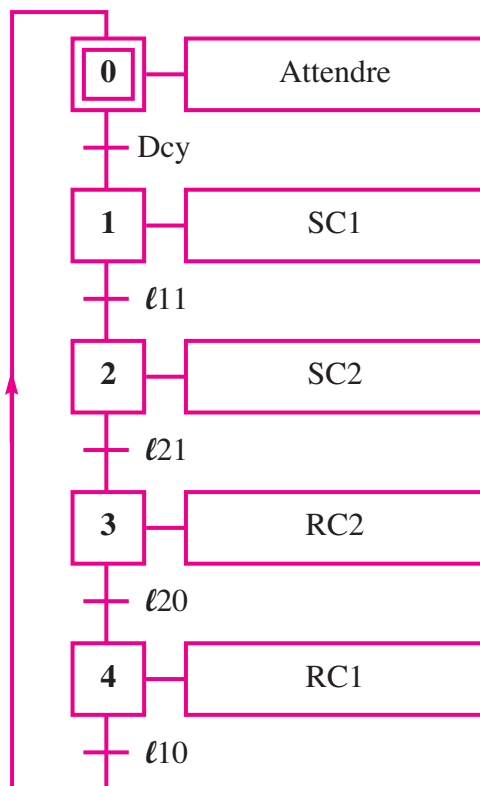 0 Attendre
Dcy
1 SC1
ℓ11
2 SC2
ℓ21
3 RC2
ℓ20
4 RC1
ℓ10